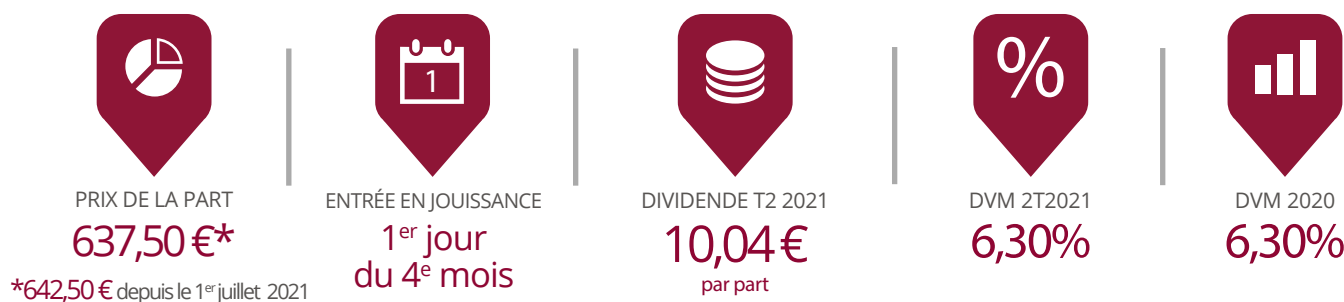 1
%
PRIX DE LA PART
637,50 €*
*642,50 € depuis le 1er juillet 2021
ENTRÉE EN JOUISSANCE
1er jour
du 4e mois
DIVIDENDE T2 2021
10,04 €
par part
DVM 2T2021
6,30%
DVM 2020
6,30%